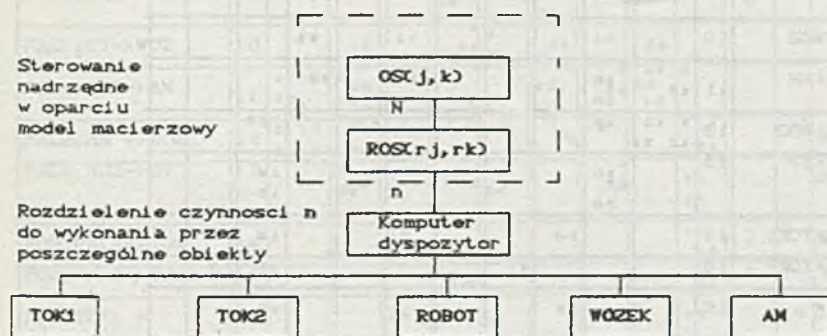 Sterowanie
nadrzędne
w oparciu
model macierzowy
OS(j,k)
N
ROS(rj,rk)
n
Rozdzielenie czynnosci n
do wykonania przez
poszczególne obiekty
Komputer
dyspozytor
TOK1 TOK2 ROBOT WOZEK AM